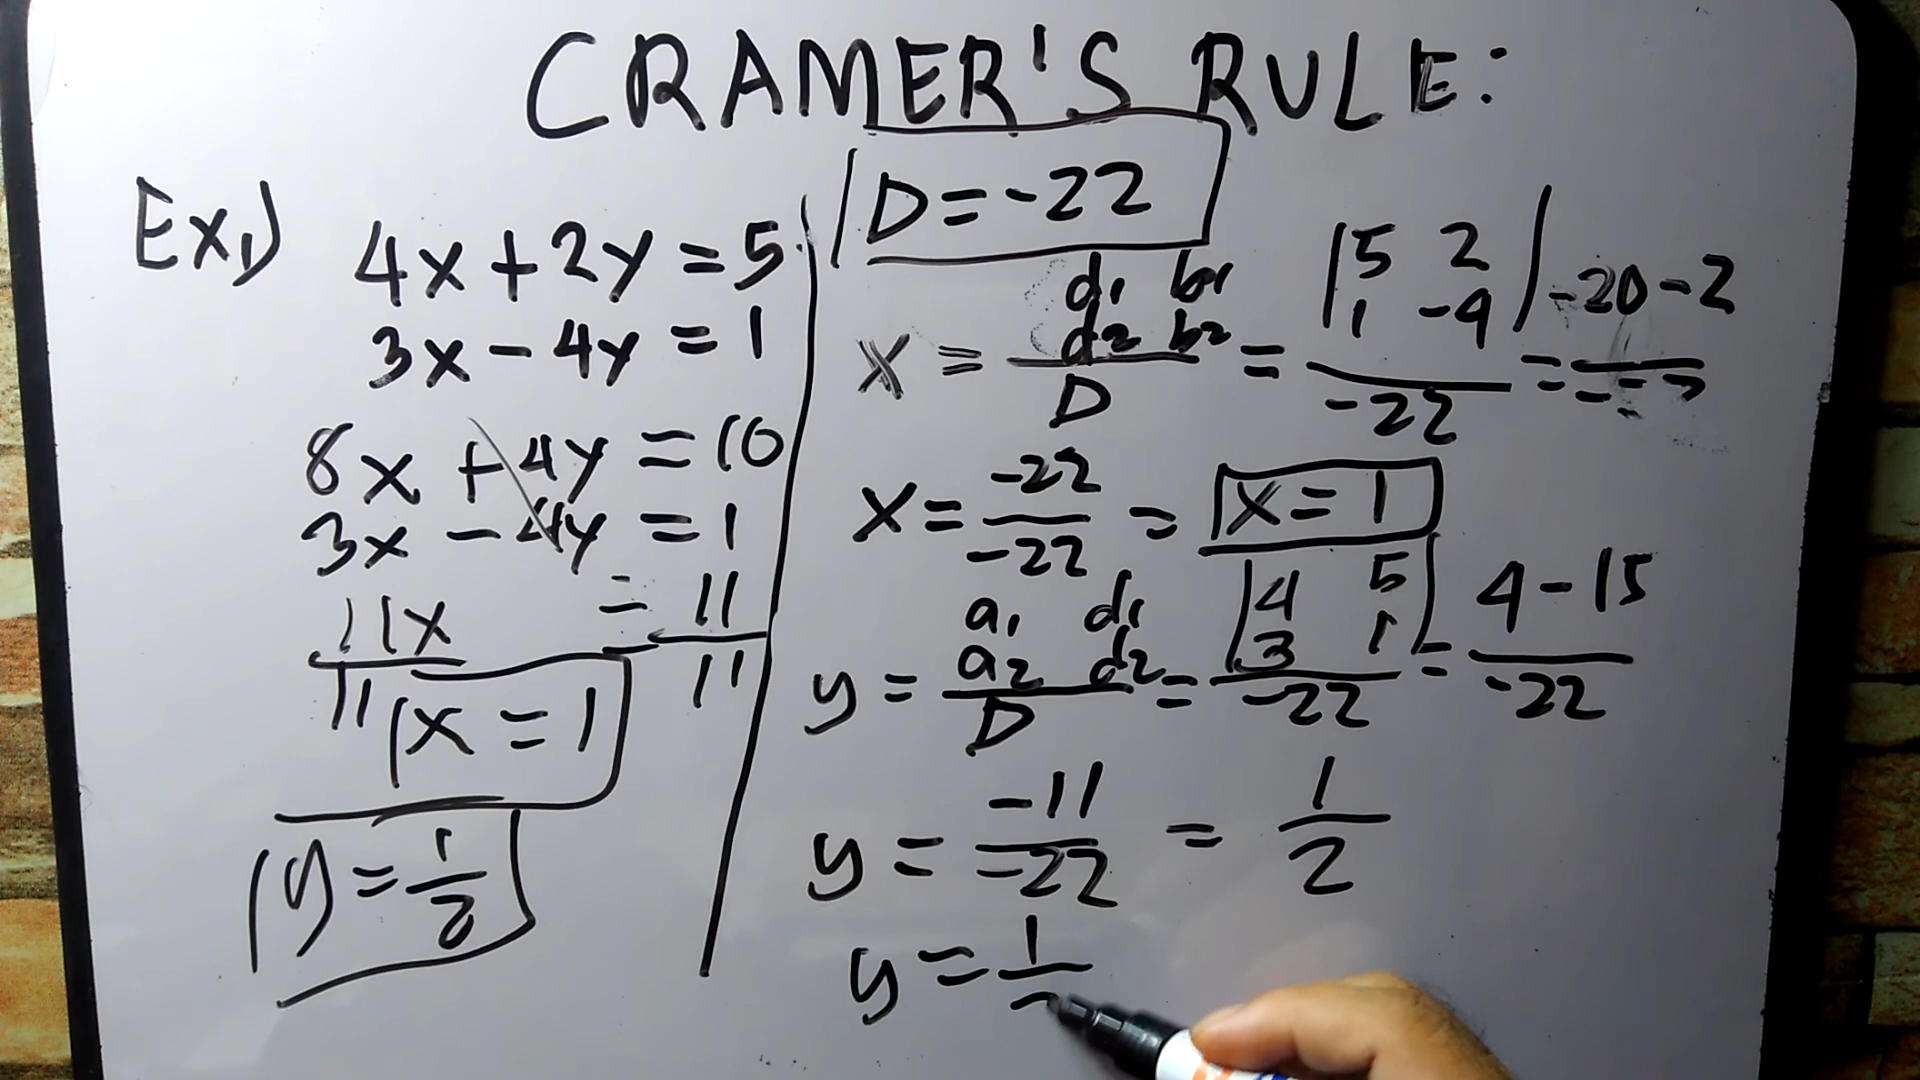 CRAMER'S RULE:
Ex1)
4x + 2y = 5
3x - 4y = 1
8x + 4y = 10
3x - 4y = 1
11x = 11
11 11
x = 1
y = 1/2
D = -22
x = d1 b1 d2 b2 / D = |5 2 1 -4| / -22 = -20 - 2
x = -22 / -22 = x = 1
y = a1 d1 a2 d2 / D = |4 5 3 1| / -22 = 4 - 15 / -22
y = -11 / -22 = 1 / 2
y = 1